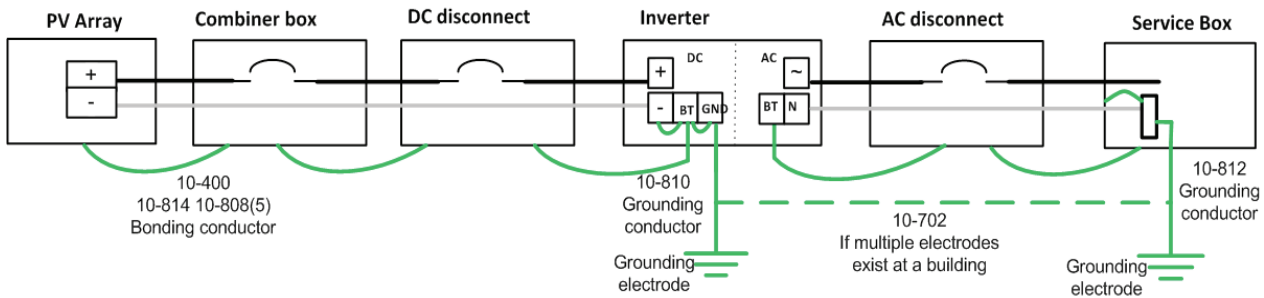 PV Array
Combiner box
DC disconnect
Inverter
AC disconnect
Service Box
+
-
+
DC
-
BT
GND
AC
~
BT
N
10-400
10-814 10-808(5)
Bonding conductor
10-810
Grounding
conductor
Grounding
electrode
10-702
If multiple electrodes
exist at a building
10-812
Grounding
conductor
Grounding
electrode